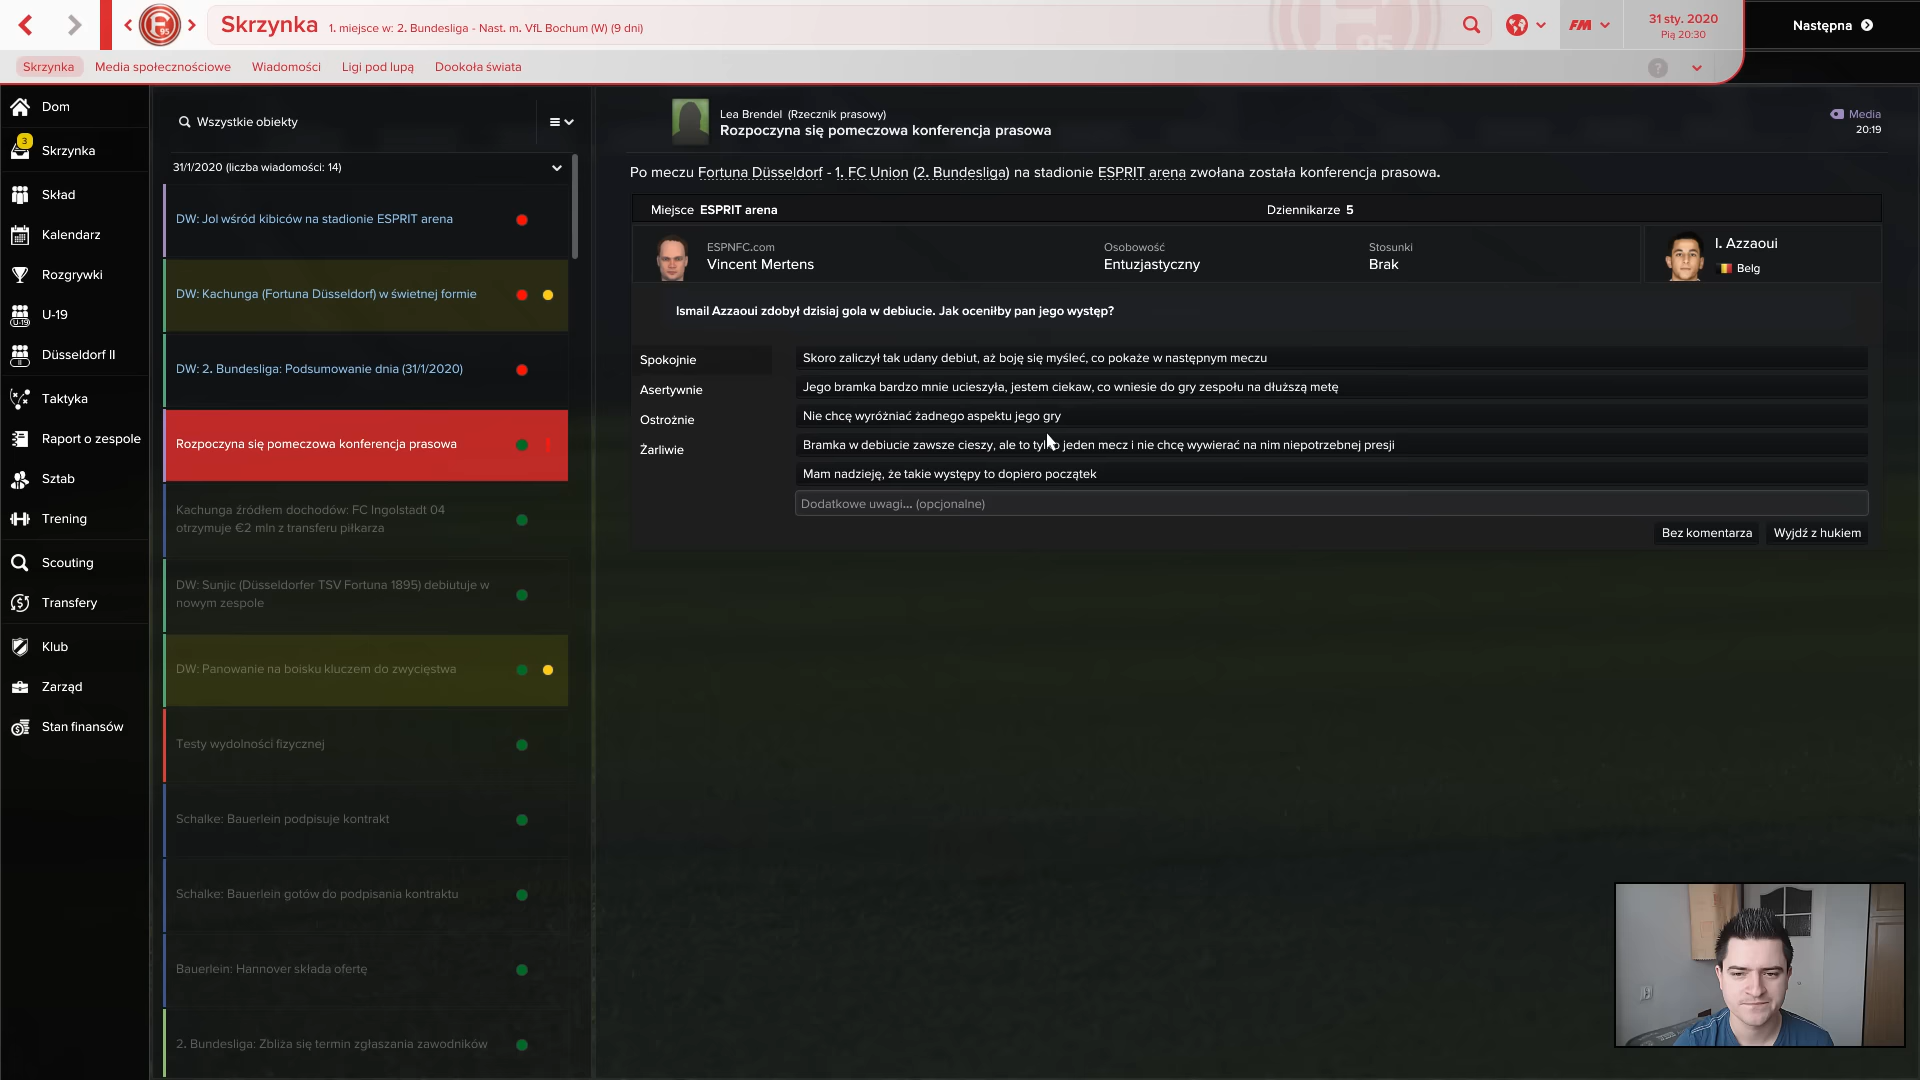 Skrzynka
1. miejsce w: 2. Bundesliga - Nast. m. VfL Bochum (W) (9 dni)
FM
31 sty. 2020
Pią 20:30
Następna
Skrzynka
Media społecznościowe
Wiadomości
Ligi pod lupą
Dookoła świata
?
Dom
3
Skrzynka
Skład
Kalendarz
Rozgrywki
U-19
U-19
Düsseldorf II
II
Taktyka
Raport o zespole
Sztab
Trening
Scouting
Transfery
Klub
Zarząd
Stan finansów
Wszystkie obiekty
31/1/2020 (liczba wiadomości: 14)
DW: Jol wśród kibiców na stadionie ESPRIT arena
DW: Kachunga (Fortuna Düsseldorf) w świetnej formie
DW: 2. Bundesliga: Podsumowanie dnia (31/1/2020)
Rozpoczyna się pomeczowa konferencja prasowa
Kachunga źródłem dochodów: FC Ingolstadt 04
otrzymuje €2 mln z transferu piłkarza
DW: Sunjic (Düsseldorfer TSV Fortuna 1895) debiutuje w
nowym zespole
DW: Panowanie na boisku kluczem do zwycięstwa
Testy wydolności fizycznej
Schalke: Bauerlein podpisuje kontrakt
Schalke: Bauerlein gotów do podpisania kontraktu
Bauerlein: Hannover składa ofertę
2. Bundesliga: Zbliża się termin zgłaszania zawodników
Lea Brendel (Rzecznik prasowy)
Rozpoczyna się pomeczowa konferencja prasowa
Media
20:19
Po meczu Fortuna Düsseldorf - 1. FC Union (2. Bundesliga) na stadionie ESPRIT arena zwołana została konferencja prasowa.
Miejsce ESPRIT arena
Dziennikarze 5
ESPNFC.com
Vincent Mertens
Osobowość
Entuzjastyczny
Stosunki
Brak
I. Azzaoui
Belg
Ismail Azzaoui zdobył dzisiaj gola w debiucie. Jak oceniłby pan jego występ?
Spokojnie
Asertywnie
Ostrożnie
Żarliwie
Skoro zaliczył tak udany debiut, aż boję się myśleć, co pokaże w następnym meczu
Jego bramka bardzo mnie ucieszyła, jestem ciekaw, co wniesie do gry zespołu na dłuższą metę
Nie chcę wyróżniać żadnego aspektu jego gry
Bramka w debiucie zawsze cieszy, ale to tylko jeden mecz i nie chcę wywierać na nim niepotrzebnej presji
Mam nadzieję, że takie występy to dopiero początek
Dodatkowe uwagi... (opcjonalne)
Bez komentarza
Wyjdź z hukiem